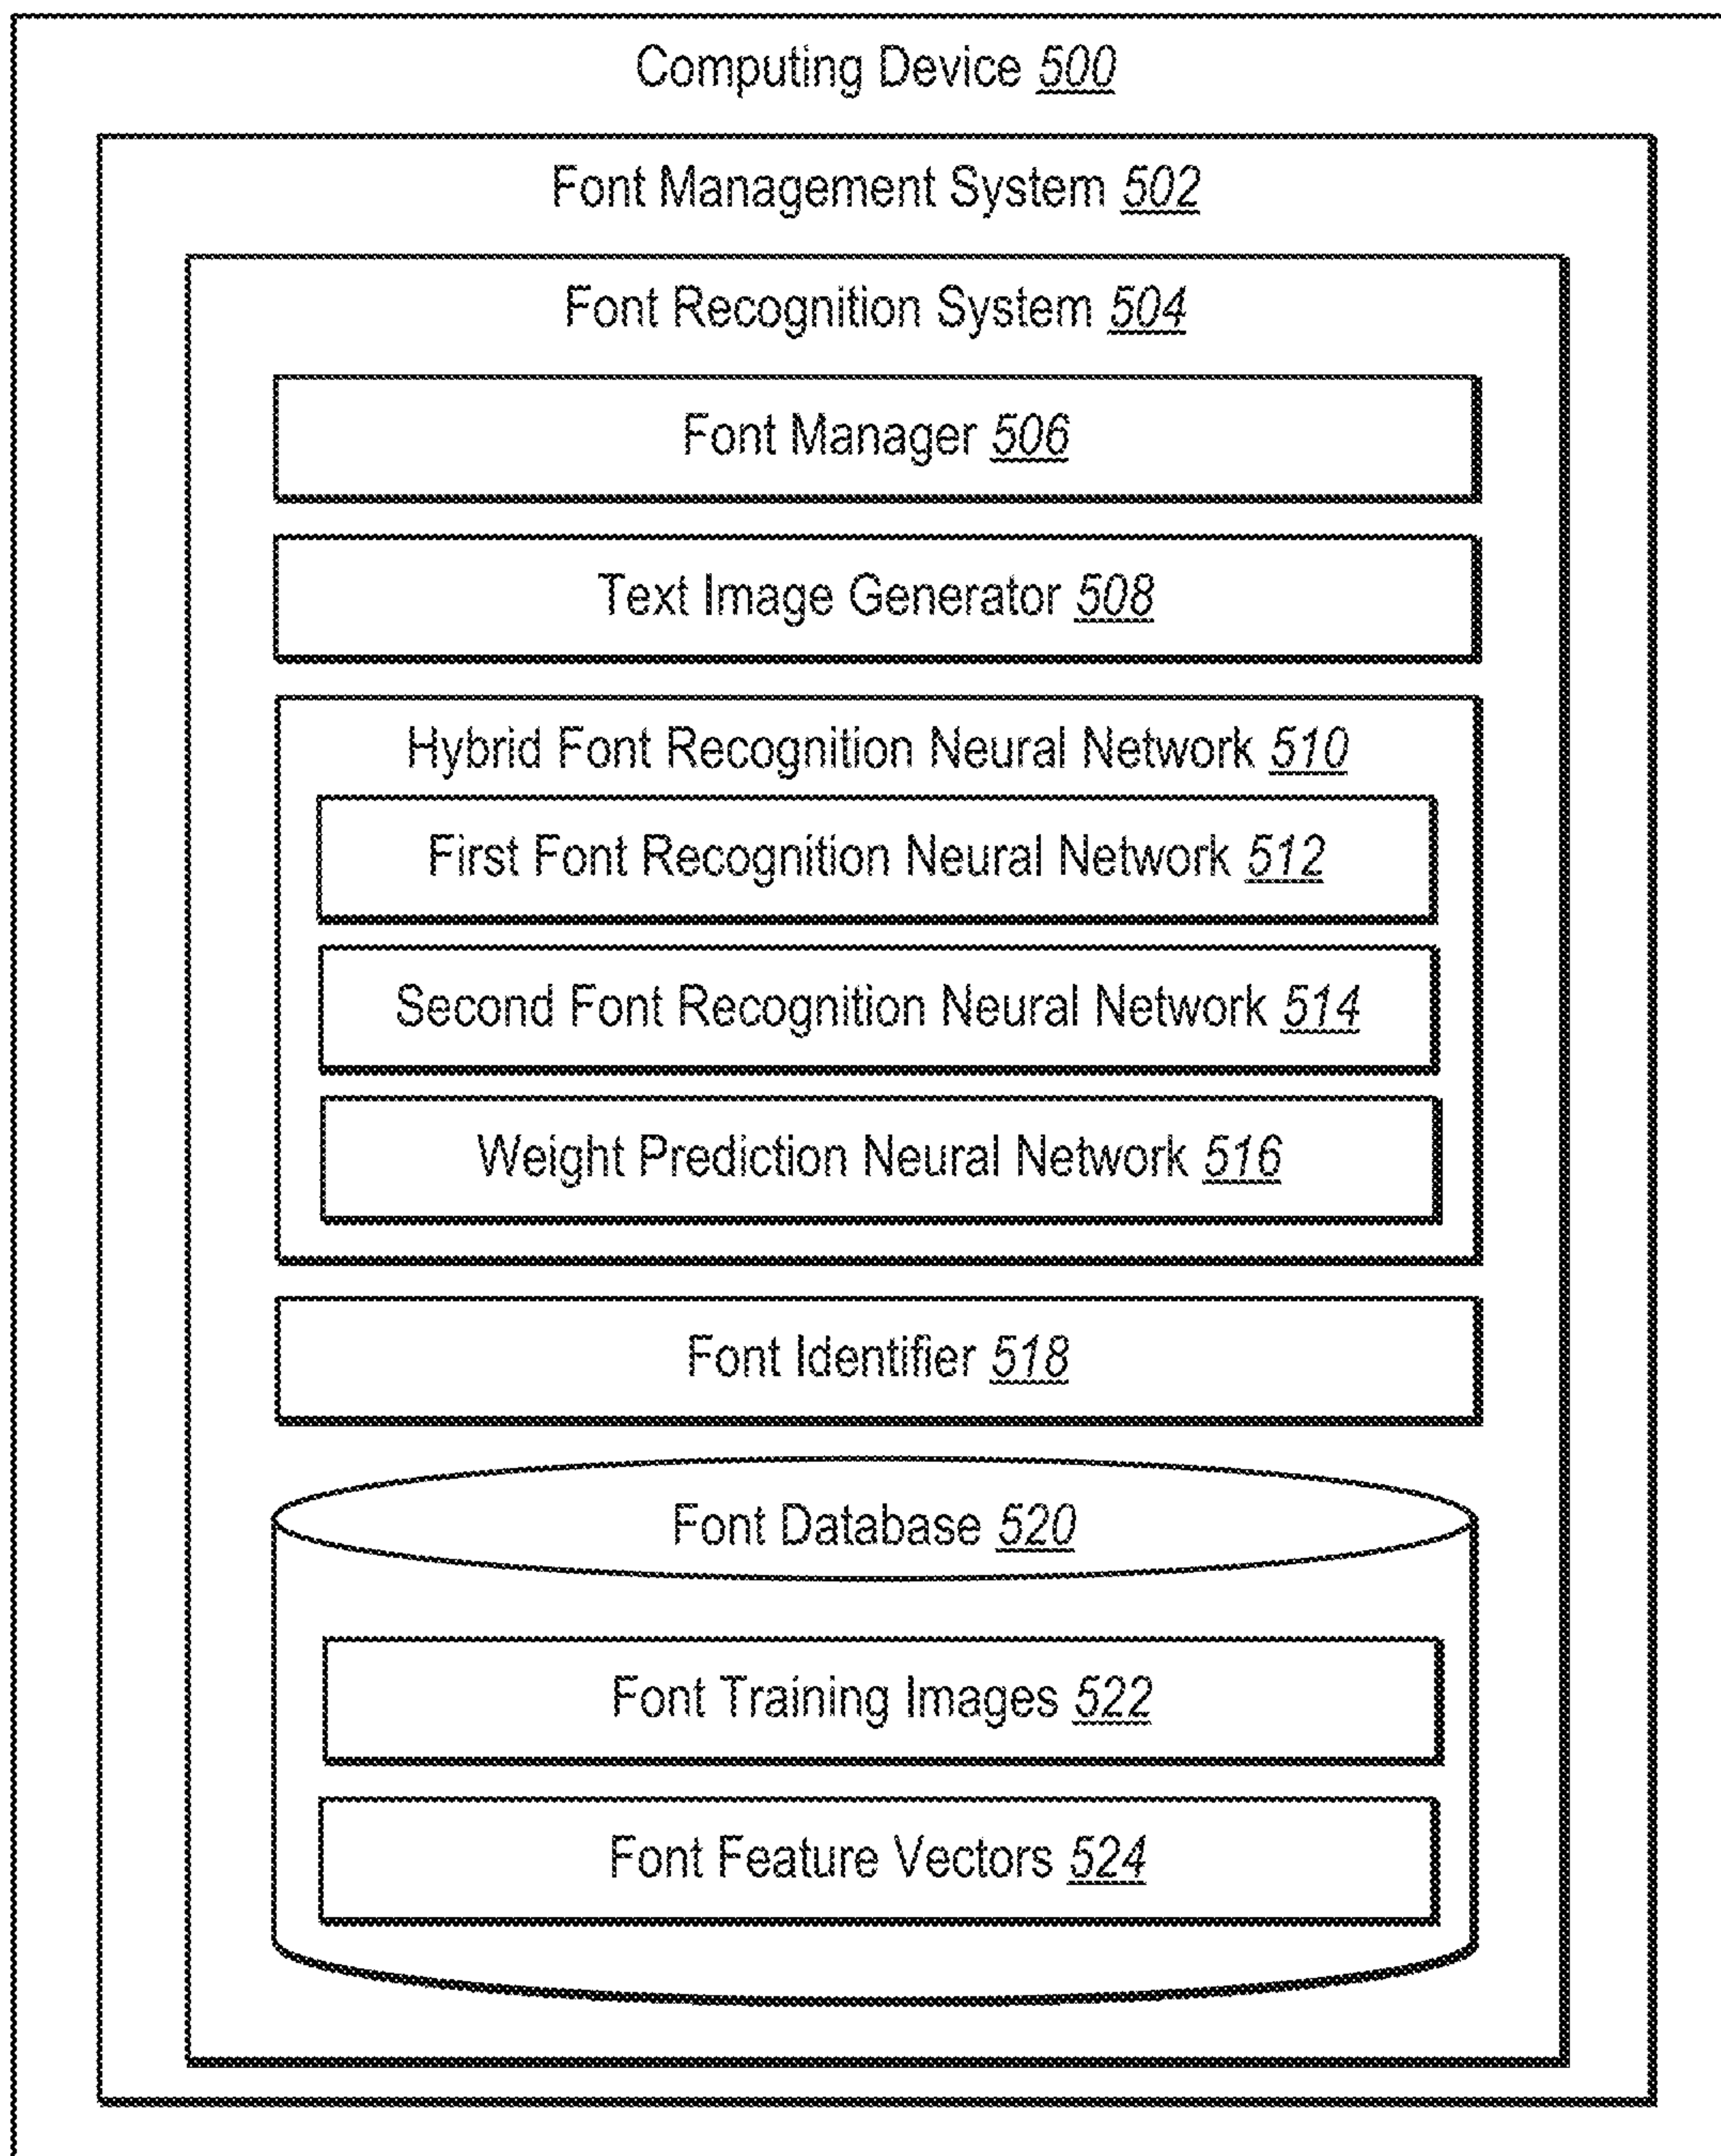 Computing Device 500
Font Management System 502
Font Recognition System 504
Font Manager 506
Text Image Generator 508
Hybrid Font Recognition Neural Network 510
First Font Recognition Neural Network 512
Second Font Recognition Neural Network 514
Weight Prediction Neural Network 516
Font Identifier 518
Font Database 520
Font Training Images 522
Font Feature Vectors 524